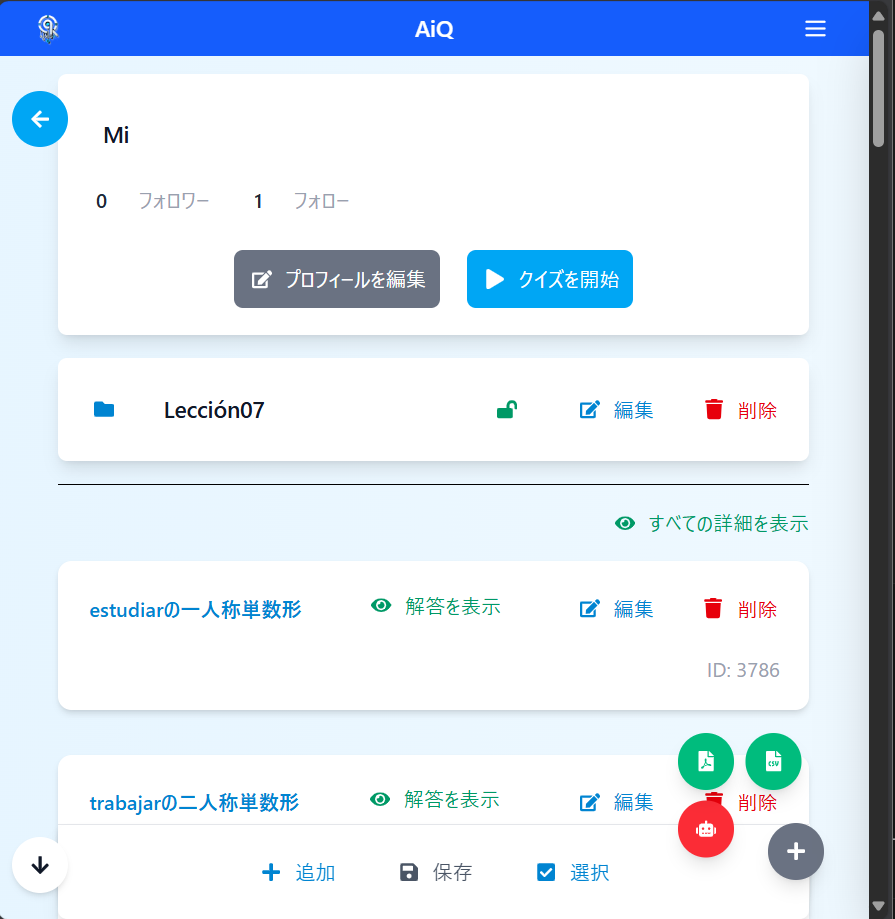 AiQ
Mi
0 フォロワー 1 フォロー
プロフィールを編集 クイズを開始
Lección07 編集 削除
すべての詳細を表示
estudiarの一人称単数形 解答を表示 編集 削除
ID: 3786
trabajarの二人称単数形 解答を表示 編集 削除
追加 保存 選択
CSV